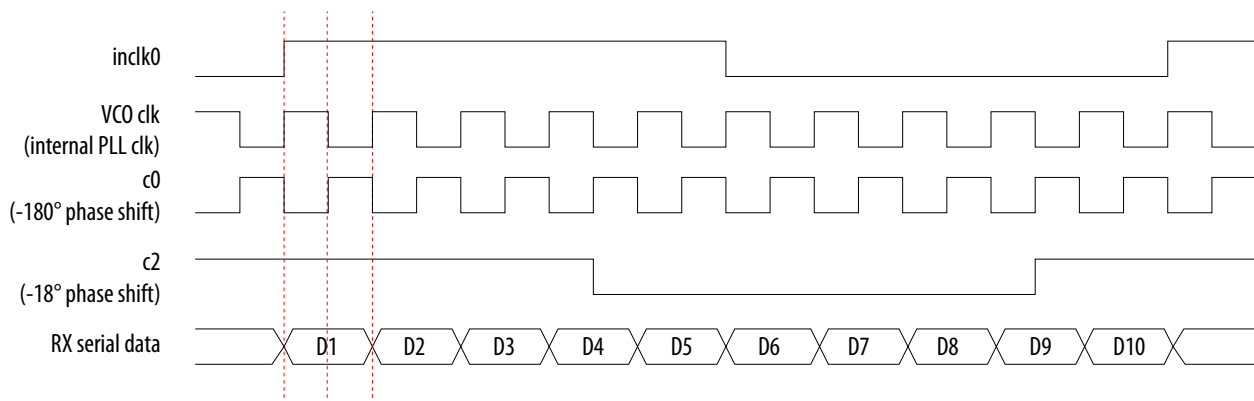 inclk0
VCO clk
(internal PLL clk)
c0
(-180° phase shift)
c2
(-18° phase shift)
RX serial data D1 D2 D3 D4 D5 D6 D7 D8 D9 D10